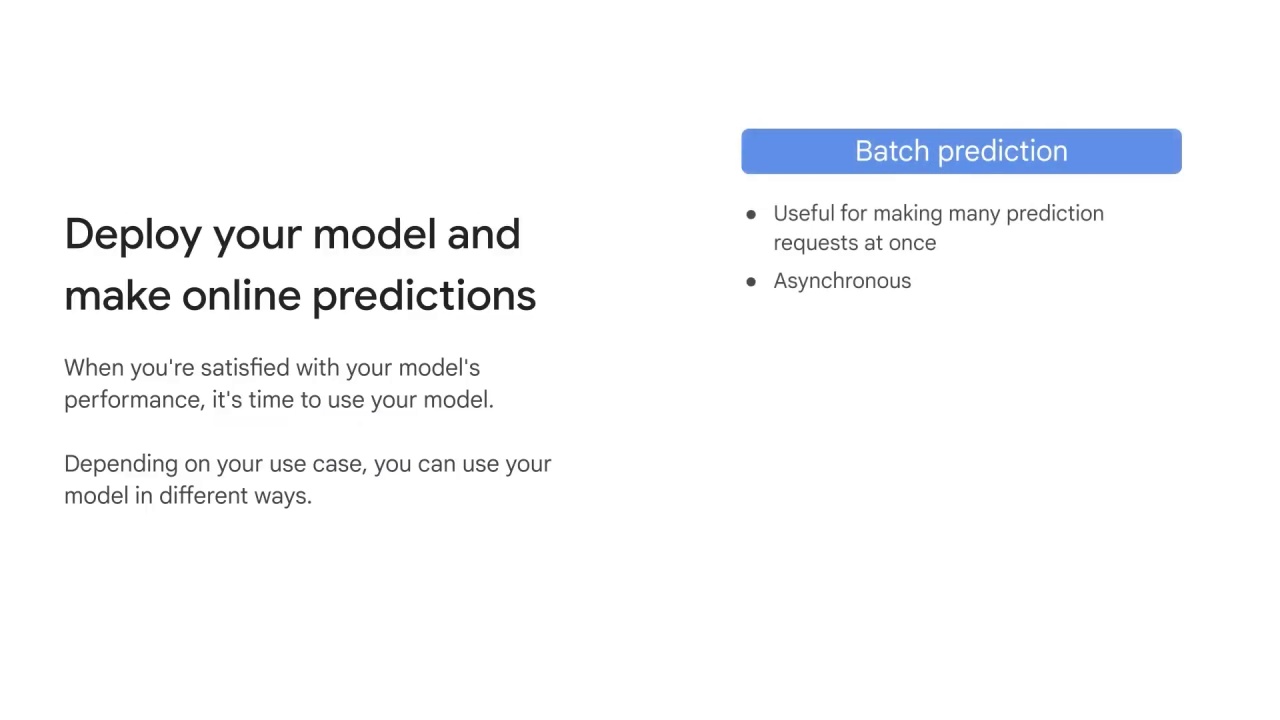 Deploy your model and
make online predictions
When you're satisfied with your model's
performance, it's time to use your model.
Depending on your use case, you can use your
model in different ways.
Batch prediction
● Useful for making many prediction
requests at once
● Asynchronous